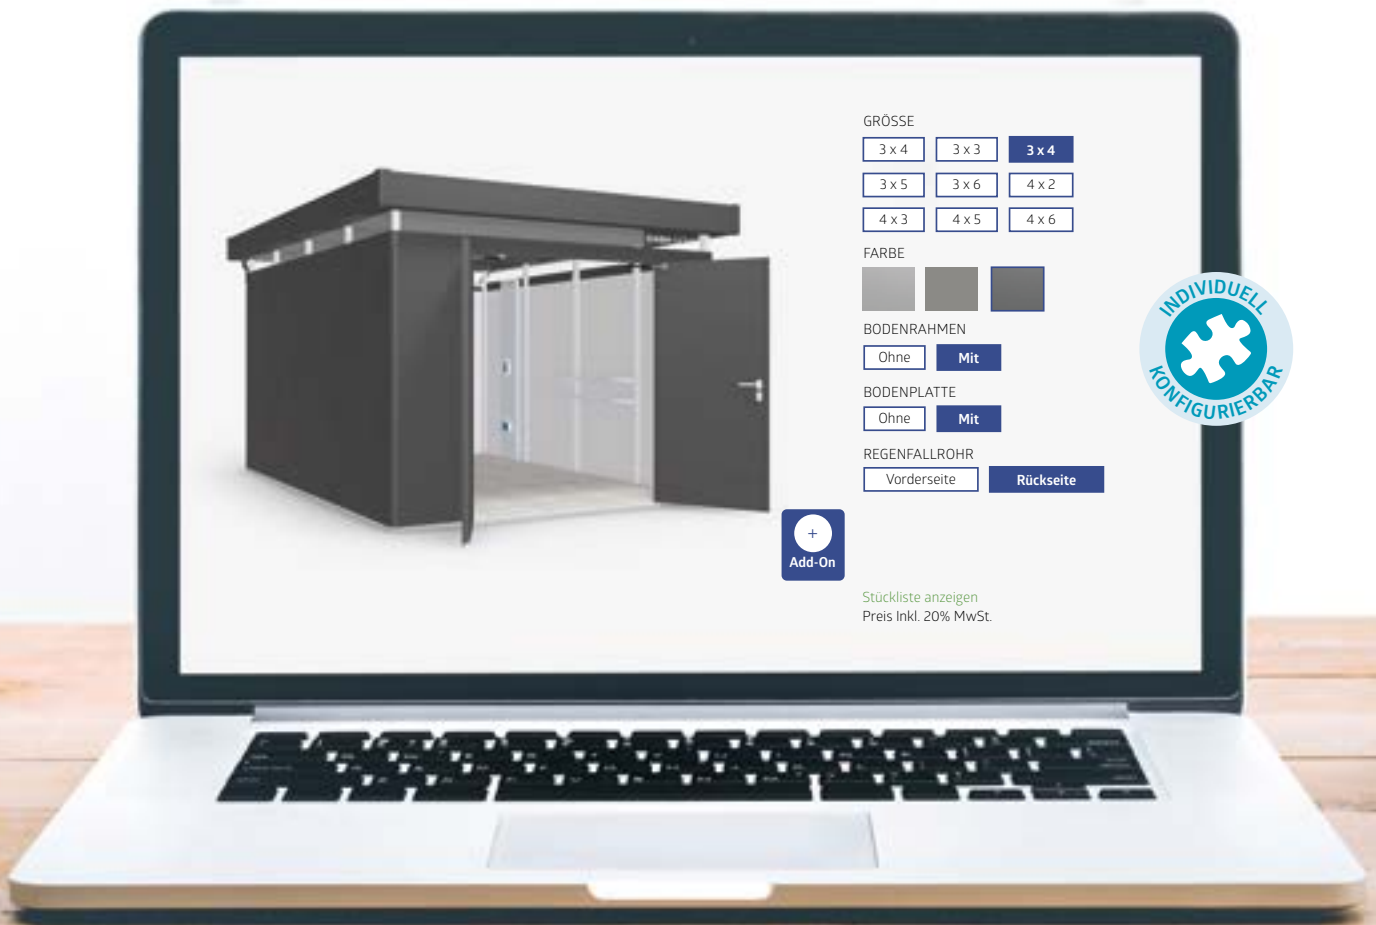 GRÖSSE
3 x 4
3 x 3
3 x 4
3 x 5
3 x 6
4 x 2
4 x 3
4 x 5
4 x 6
FARBE
BODENRAHMEN
Ohne
Mit
BODENPLATTE
Ohne
Mit
REGENFALLROHR
Vorderseite
Rückseite
+
Add-On
Stückliste anzeigen
Preis Inkl. 20% MwSt.
INDIVIDUELL
KONFIGURIERBAR